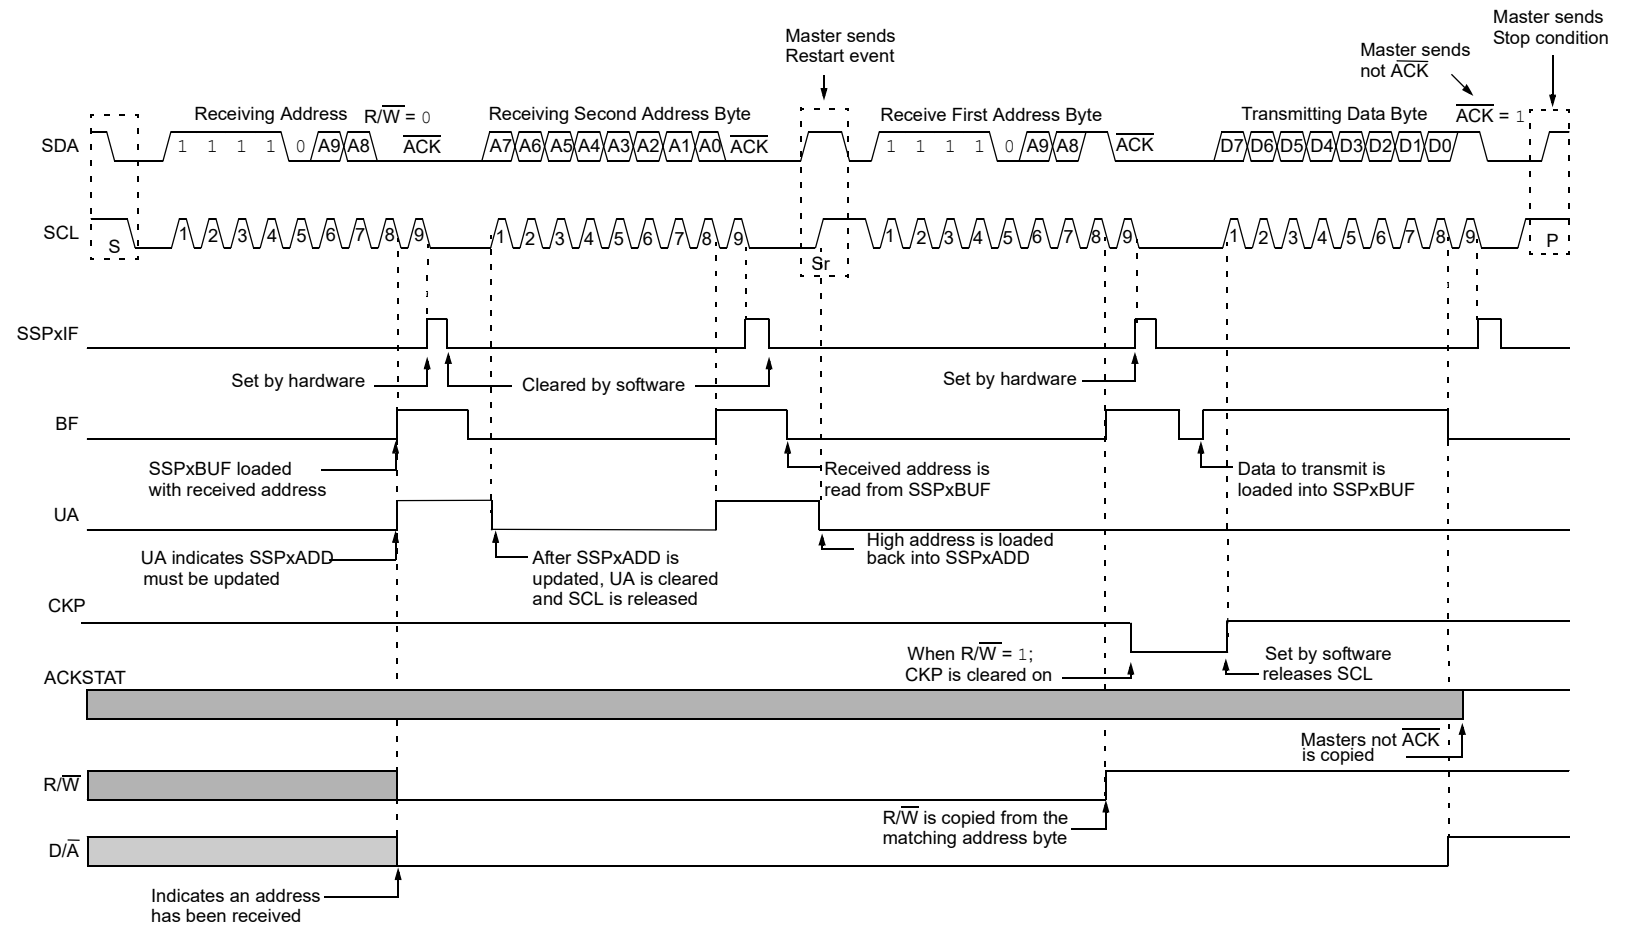 Master sends
Stop condition
Master sends
Restart event
Master sends
not ACK
Receiving Address R/W = 0
Receiving Second Address Byte
Receive First Address Byte
Transmitting Data Byte
ACK = 1
SDA
1 1 1 1 0 A9 A8 ACK
A7 A6 A5 A4 A3 A2 A1 A0 ACK
1 1 1 1 0 A9 A8 ACK
D7 D6 D5 D4 D3 D2 D1 D0
SCL
S
1 2 3 4 5 6 7 8 9
1 2 3 4 5 6 7 8 9
Sr
1 2 3 4 5 6 7 8 9
1 2 3 4 5 6 7 8 9
P
SSPxIF
Set by hardware
Cleared by software
Set by hardware
BF
SSPxBUF loaded
with received address
Received address is
read from SSPxBUF
Data to transmit is
loaded into SSPxBUF
UA
UA indicates SSPxADD
must be updated
After SSPxADD is
updated, UA is cleared
and SCL is released
High address is loaded
back into SSPxADD
CKP
When R/W = 1;
CKP is cleared on
Set by software
releases SCL
ACKSTAT
Masters not ACK
is copied
R/W
R/W is copied from the
matching address byte
D/A
Indicates an address
has been received